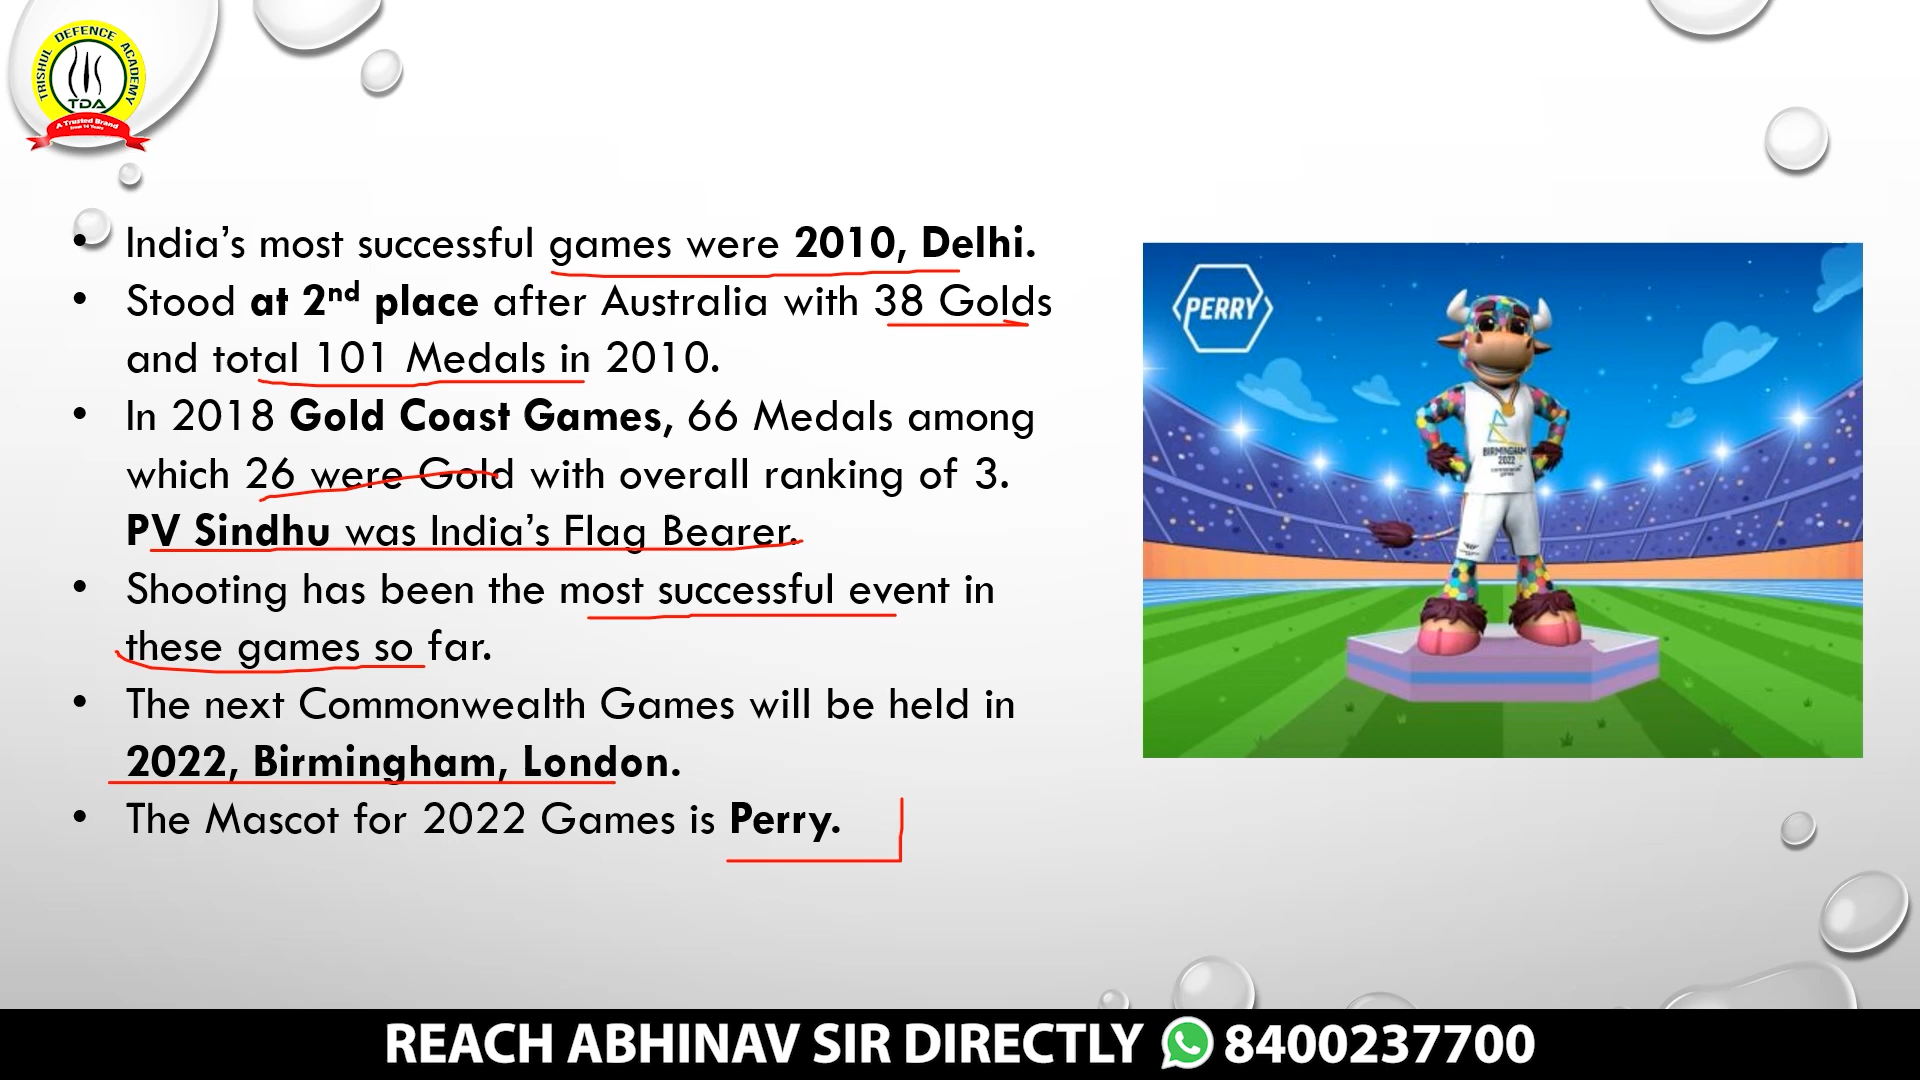 TRISHUL DEFENCE ACADEMY
TDA
A Trusted Brand
from 14 Years
• India’s most successful games were 2010, Delhi.
• Stood at 2nd place after Australia with 38 Golds
and total 101 Medals in 2010.
• In 2018 Gold Coast Games, 66 Medals among
which 26 were Gold with overall ranking of 3.
PV Sindhu was India’s Flag Bearer.
• Shooting has been the most successful event in
these games so far.
• The next Commonwealth Games will be held in
2022, Birmingham, London.
• The Mascot for 2022 Games is Perry.
PERRY
BIRMINGHAM
2022
REACH ABHINAV SIR DIRECTLY 8400237700